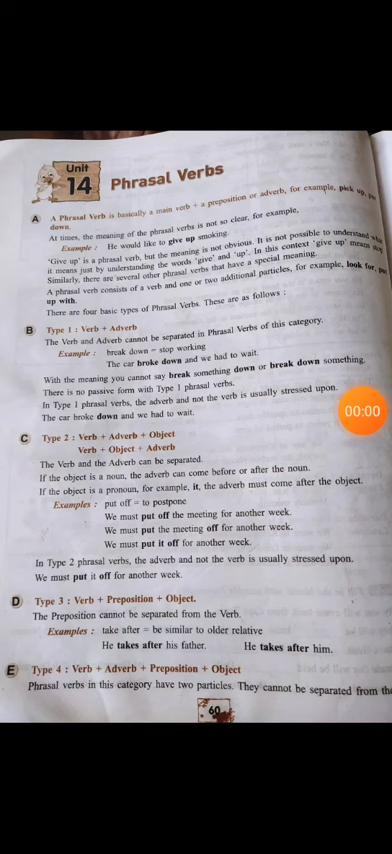 Unit
14
Phrasal Verbs
A A Phrasal Verb is basically a main verb + a preposition or adverb, for example, pick up, put
down.
At times, the meaning of the phrasal verbs is not so clear, for example,
Example : He would like to give up smoking.
'Give up' is a phrasal verb, but the meaning is not obvious. It is not possible to understand what
it means just by understanding the words 'give' and 'up'. In this context 'give up' means stop
Similarly, there are several other phrasal verbs that have a special meaning.
A phrasal verb consists of a verb and one or two additional particles, for example, look for, put
up with.
There are four basic types of Phrasal Verbs. These are as follows :
B Type 1 : Verb + Adverb
The Verb and Adverb cannot be separated in Phrasal Verbs of this category.
Example : break down = stop working
The car broke down and we had to wait.
With the meaning you cannot say break something down or break down something.
There is no passive form with Type 1 phrasal verbs.
In Type 1 phrasal verbs, the adverb and not the verb is usually stressed upon.
The car broke down and we had to wait.
00:00
C Type 2 : Verb + Adverb + Object
Verb + Object + Adverb
The Verb and the Adverb can be separated.
If the object is a noun, the adverb can come before or after the noun.
If the object is a pronoun, for example, it, the adverb must come after the object.
Examples : put off = to postpone
We must put off the meeting for another week.
We must put the meeting off for another week.
We must put it off for another week.
In Type 2 phrasal verbs, the adverb and not the verb is usually stressed upon.
We must put it off for another week.
D Type 3 : Verb + Preposition + Object.
The Preposition cannot be separated from the Verb.
Examples : take after = be similar to older relative
He takes after his father. He takes after him.
E Type 4 : Verb + Adverb + Preposition + Object
Phrasal verbs in this category have two particles. They cannot be separated from the
60